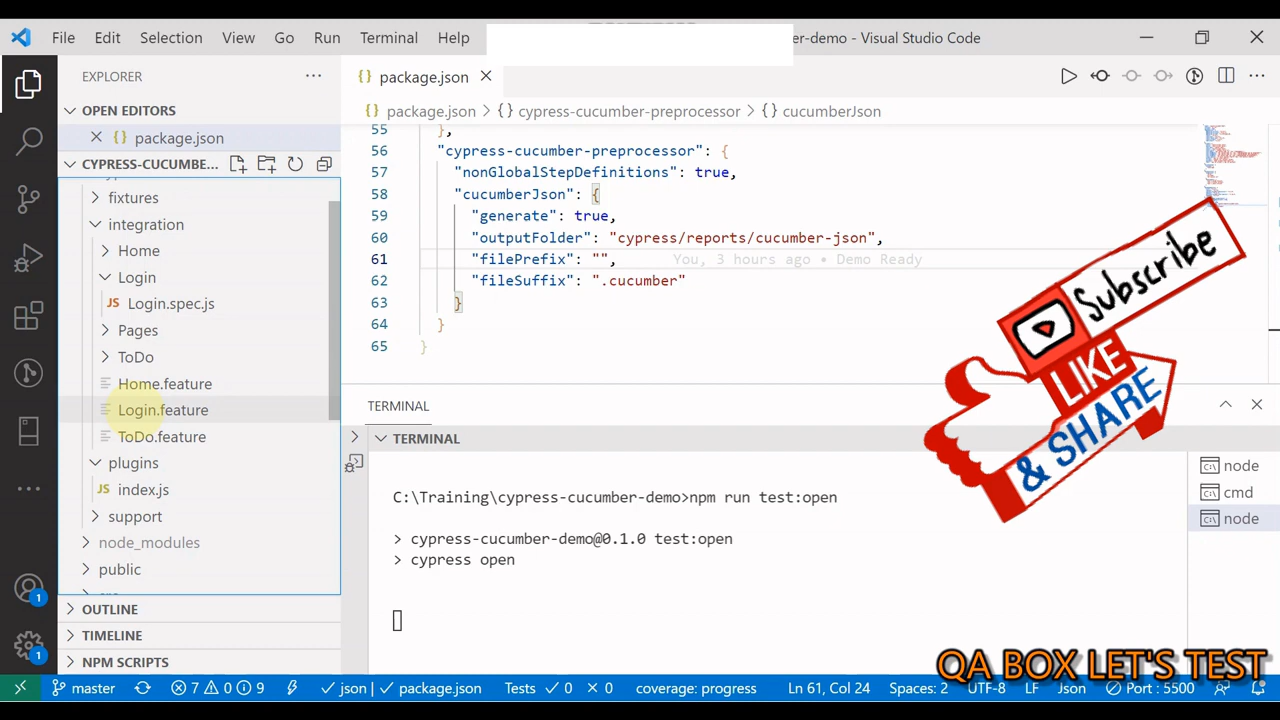 File Edit Selection View Go Run Terminal Help
er-demo - Visual Studio Code
EXPLORER
OPEN EDITORS
package.json
CYPRESS-CUCUMBE...
fixtures
integration
Home
Login
JS Login.spec.js
Pages
ToDo
Home.feature
Login.feature
ToDo.feature
plugins
JS index.js
support
node_modules
public
OUTLINE
TIMELINE
NPM SCRIPTS
{} package.json
{} package.json > {} cypress-cucumber-preprocessor > {} cucumberJson
55 },
56 "cypress-cucumber-preprocessor": {
57 "nonGlobalStepDefinitions": true,
58 "cucumberJson": {
59 "generate": true,
60 "outputFolder": "cypress/reports/cucumber-json",
61 "filePrefix": "", You, 3 hours ago • Demo Ready
62 "fileSuffix": ".cucumber"
63 }
64 }
65 }
TERMINAL
TERMINAL
C:\Training\cypress-cucumber-demo>npm run test:open
> cypress-cucumber-demo@0.1.0 test:open
> cypress open
node
cmd
node
Subscribe
LIKE
& SHARE
QA BOX LET'S TEST
1
1
master 7 0 9 json package.json Tests 0 0 coverage: progress Ln 61, Col 24 Spaces: 2 UTF-8 LF Json Port : 5500